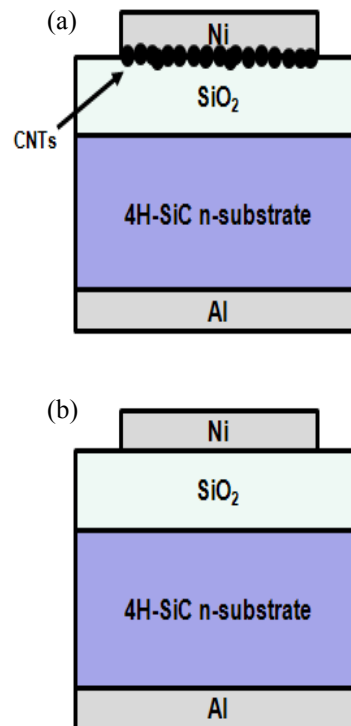 (a)
Ni
SiO₂
CNTs
4H-SiC n-substrate
Al
(b)
Ni
SiO₂
4H-SiC n-substrate
Al